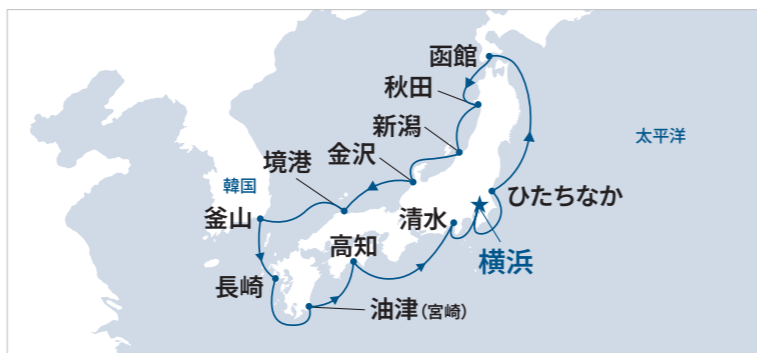 函館
秋田
新潟
太平洋
金沢
境港
韓国
ひたちなか
釜山
清水
高知
横浜
長崎
油津(宮崎)